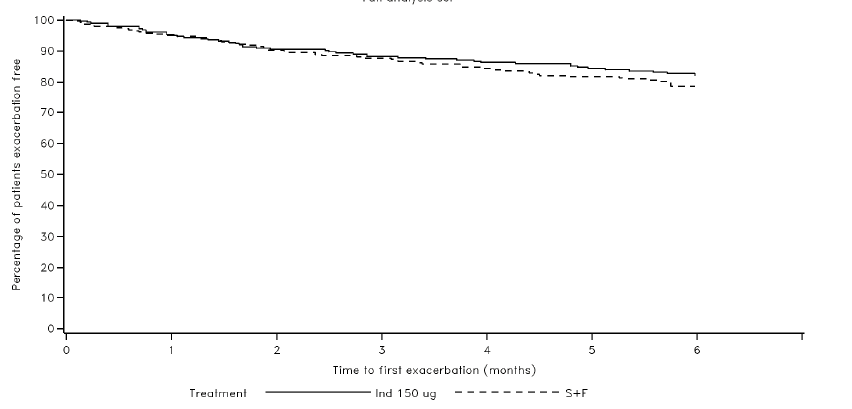 100
90
80
70
60
50
40
30
20
10
0
Percentage of patients exacerbation free
0 1 2 3 4 5 6
Time to first exacerbation (months)
Treatment Ind 150 ug S+F